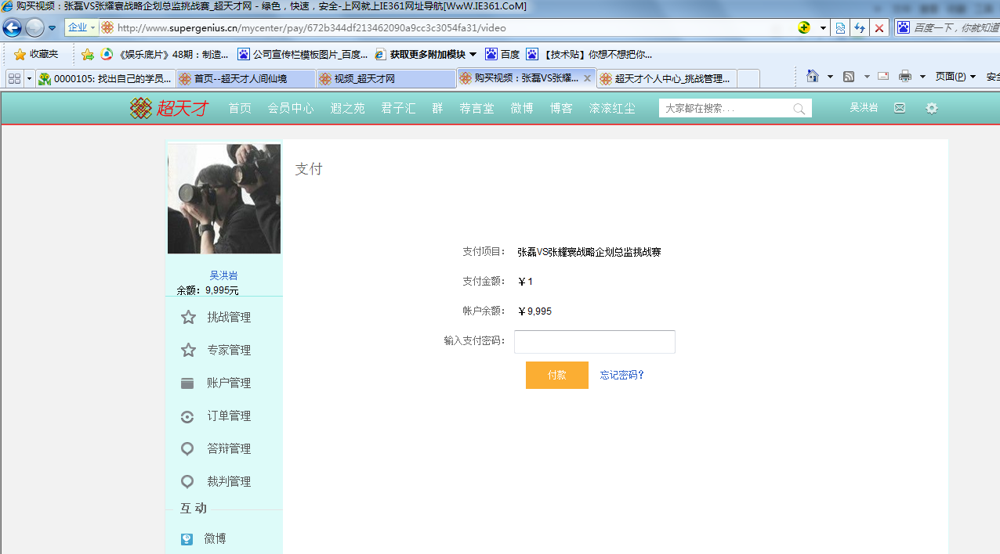 购买视频：张磊VS张耀寰战略企划总监挑战赛_超天才网 - 绿色，快速，安全-上网就上IE361网址导航[WwW.IE361.CoM]
企业 http://www.supergenius.cn/mycenter/pay/672b344df213462090a9cc3c3054fa31/video 百度一下，你就知道
收藏夹 《娱乐底片》48期：制造... 公司宣传栏模板图片_百度... 获取更多附加模块 百度 【技术贴】你想不想把你...
0000105: 找出自己的学员... 首页--超天才人间仙境 视频_超天才网 购买视频：张磊VS张耀... 超天才个人中心_挑战管理... 页面(P) 安全
超天才 首页 会员中心 遐之苑 君子汇 群 荐言堂 微博 博客 滚滚红尘 大家都在搜索... 吴洪岩
支付
支付项目： 张磊VS张耀寰战略企划总监挑战赛
支付金额： ￥1
帐户余额： ￥9,995
输入支付密码：
付款 忘记密码？
吴洪岩
余额：9,995元
挑战管理
专家管理
账户管理
订单管理
答辩管理
裁判管理
互 动
微博